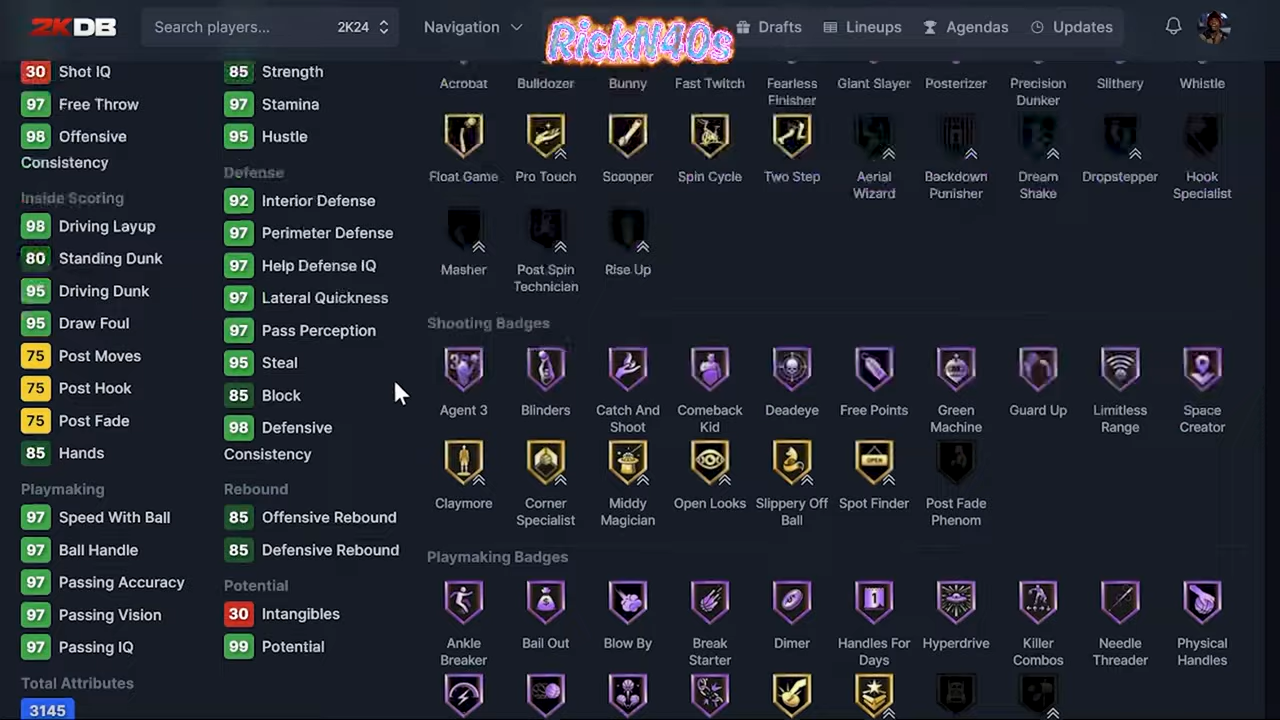 2KDB
Search players...
2K24
Navigation
RickN40s
Drafts
Lineups
Agendas
Updates
30 Shot IQ
97 Free Throw
98 Offensive
Consistency
Inside Scoring
98 Driving Layup
80 Standing Dunk
95 Driving Dunk
95 Draw Foul
75 Post Moves
75 Post Hook
75 Post Fade
85 Hands
Playmaking
97 Speed With Ball
97 Ball Handle
97 Passing Accuracy
97 Passing Vision
97 Passing IQ
Total Attributes
3145
85 Strength
97 Stamina
95 Hustle
Defense
92 Interior Defense
97 Perimeter Defense
97 Help Defense IQ
97 Lateral Quickness
97 Pass Perception
95 Steal
85 Block
98 Defensive
Consistency
Rebound
85 Offensive Rebound
85 Defensive Rebound
Potential
30 Intangibles
99 Potential
Acrobat
Bulldozer
Bunny
Fast Twitch
Fearless
Finisher
Giant Slayer
Posterizer
Precision
Dunker
Slithery
Whistle
Float Game
Pro Touch
Scooper
Spin Cycle
Two Step
Aerial
Wizard
Backdown
Punisher
Dream
Shake
Dropstepper
Hook
Specialist
Masher
Post Spin
Technician
Rise Up
Shooting Badges
Agent 3
Blinders
Catch And
Shoot
Comeback
Kid
Deadeye
Free Points
Green
Machine
Guard Up
Limitless
Range
Space
Creator
Claymore
Corner
Specialist
Middy
Magician
Open Looks
Slippery Off
Ball
OPEN
Spot Finder
Post Fade
Phenom
Playmaking Badges
Ankle
Breaker
Bail Out
Blow By
Break
Starter
Dimer
1
Handles For
Days
Hyperdrive
Killer
Combos
Needle
Threader
Physical
Handles